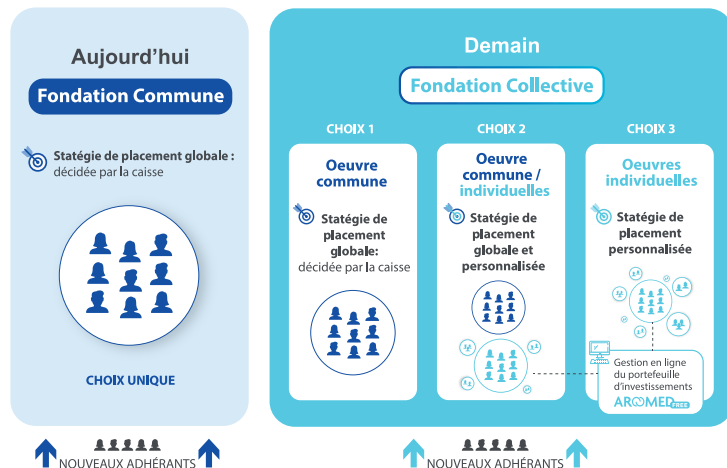 Aujourd'hui
Fondation Commune
Statégie de placement globale :
décidée par la caisse
CHOIX UNIQUE
NOUVEAUX ADHÉRANTS
Demain
Fondation Collective
CHOIX 1
Oeuvre
commune
Statégie de
placement
globale:
décidée par la caisse
CHOIX 2
Oeuvre
commune /
individuelles
Statégie de
placement
globale et
personnalisée
CHOIX 3
Oeuvres
individuelles
Statégie de
placement
personnalisée
Gestion en ligne
du portefeuille
d'investissements
AROMED FREE
NOUVEAUX ADHÉRANTS